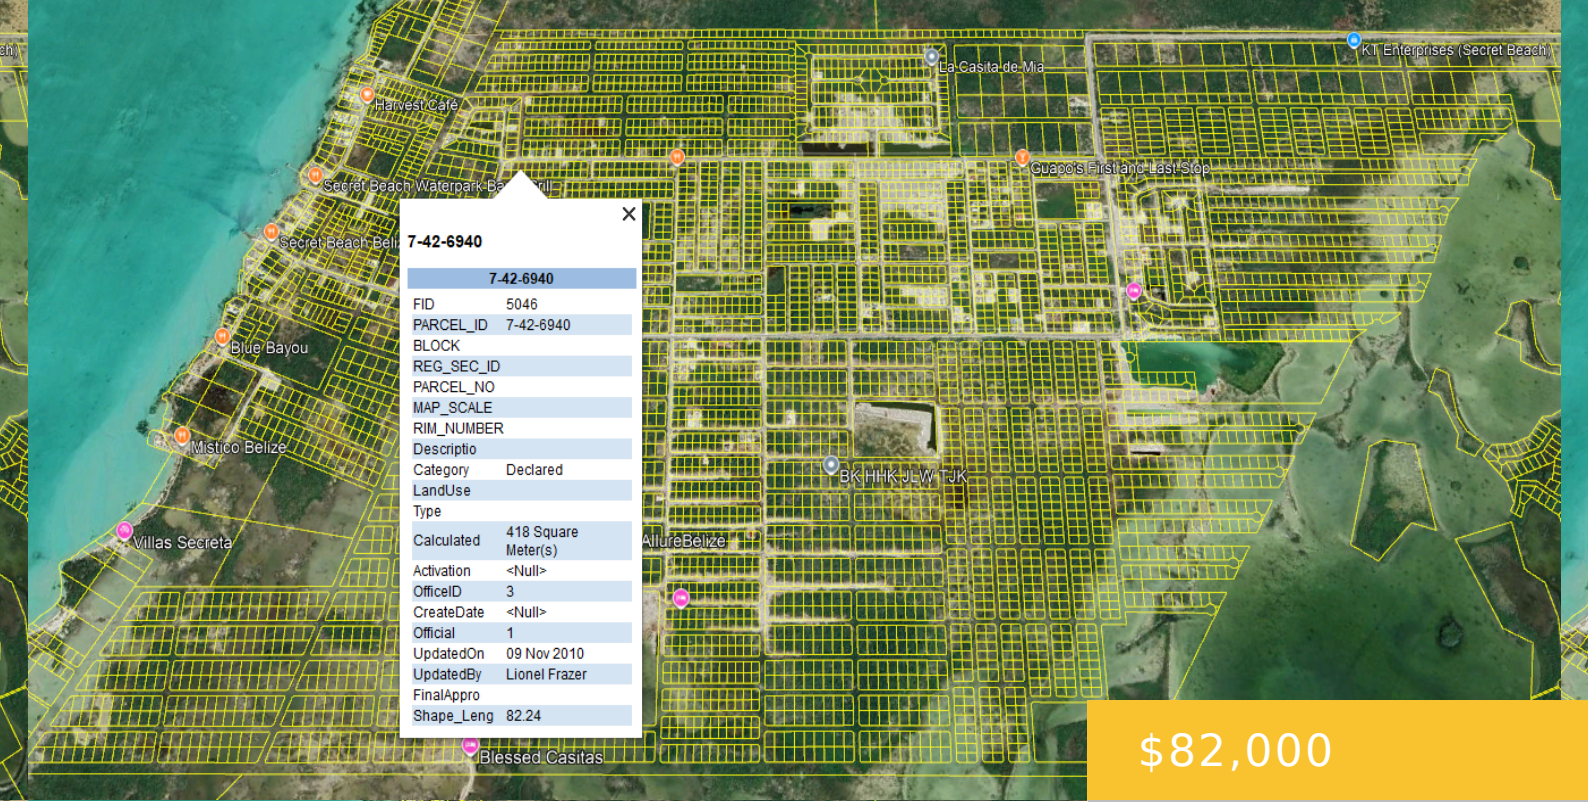 ch)
KT Enterprises (Secret Beach)
La Casita de Mia
Harvest Café
Guapo's First and Last Stop
Secret Beach Waterpark Ba rill
Secret Beach Beli
7-42-6940
7-42-6940
FID 5046
PARCEL_ID 7-42-6940
BLOCK
REG_SEC_ID
PARCEL_NO
MAP_SCALE
RIM_NUMBER
Descriptio
Category Declared
LandUse
Type
Calculated 418 Square
Meter(s)
Activation <Null>
OfficeID 3
CreateDate <Null>
Official 1
UpdatedOn 09 Nov 2010
UpdatedBy Lionel Frazer
FinalAppro
Shape_Leng 82.24
Blue Bayou
Mistico Belize
BK HHK JLW TJK
Villas Secreta
AllureBelize
Blessed Casitas
$82,000